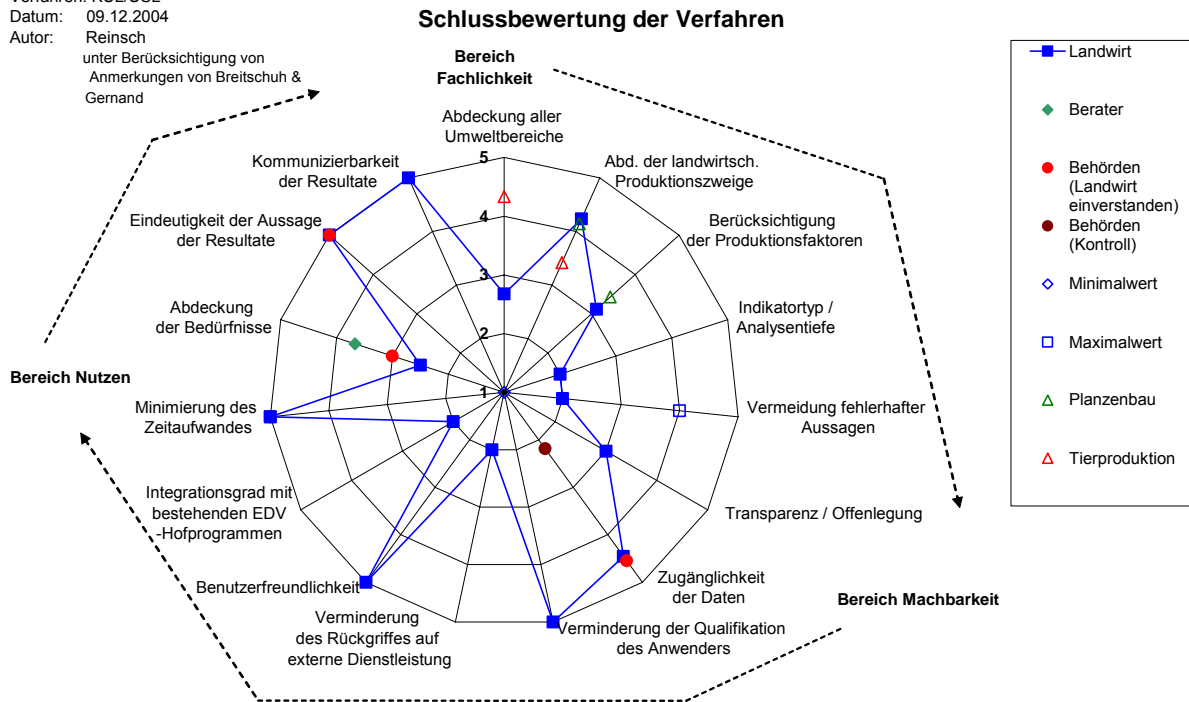 Datum: 09.12.2004
Autor: Reinsch
unter Berücksichtigung von
Anmerkungen von Breitschuh &
Gernand
Schlussbewertung der Verfahren
Bereich
Fachlichkeit
Abdeckung aller
Umweltbereiche
Abd. der landwirtsch.
Produktionszweige
Berücksichtigung
der Produktionsfaktoren
Indikatortyp /
Analysentiefe
Vermeidung fehlerhafter
Aussagen
Transparenz / Offenlegung
Zugänglichkeit
der Daten
Bereich Machbarkeit
Verminderung der Qualifikation
des Anwenders
Verminderung
des Rückgriffes auf
externe Dienstleistung
Benutzerfreundlichkeit
Integrationsgrad mit
bestehenden EDV
-Hofprogrammen
Minimierung des
Zeitaufwandes
Bereich Nutzen
Abdeckung
der Bedürfnisse
Eindeutigkeit der Aussage
der Resultate
Kommunizierbarkeit
der Resultate
5
4
3
2
1
Landwirt
Berater
Behörden
(Landwirt
einverstanden)
Behörden
(Kontroll)
Minimalwert
Maximalwert
Planzenbau
Tierproduktion